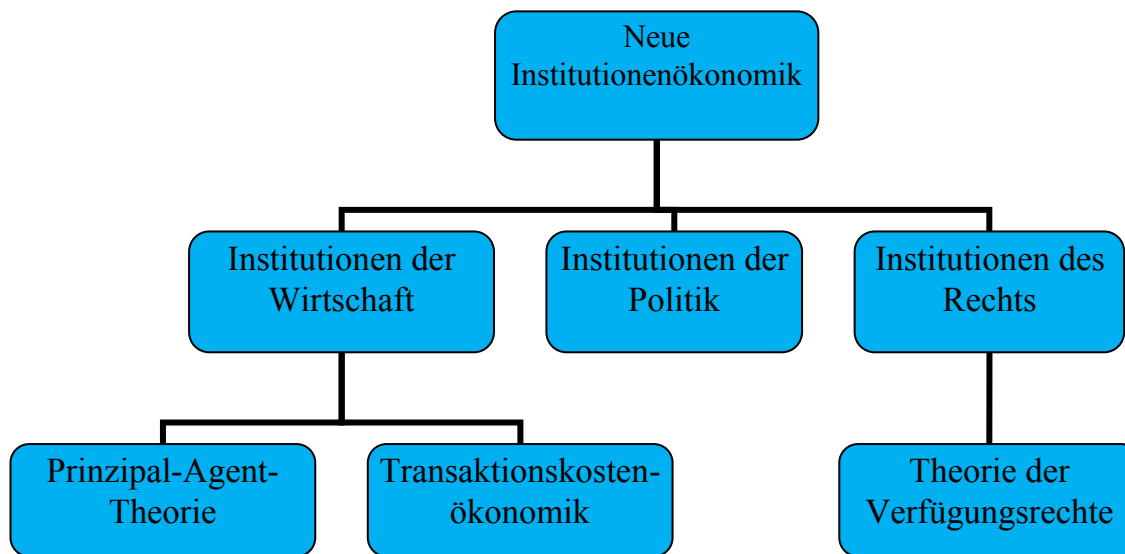 Neue
Institutionenökonomik
Institutionen der
Wirtschaft
Institutionen der
Politik
Institutionen des
Rechts
Prinzipal-Agent-
Theorie
Transaktionskosten-
ökonomik
Theorie der
Verfügungsrechte